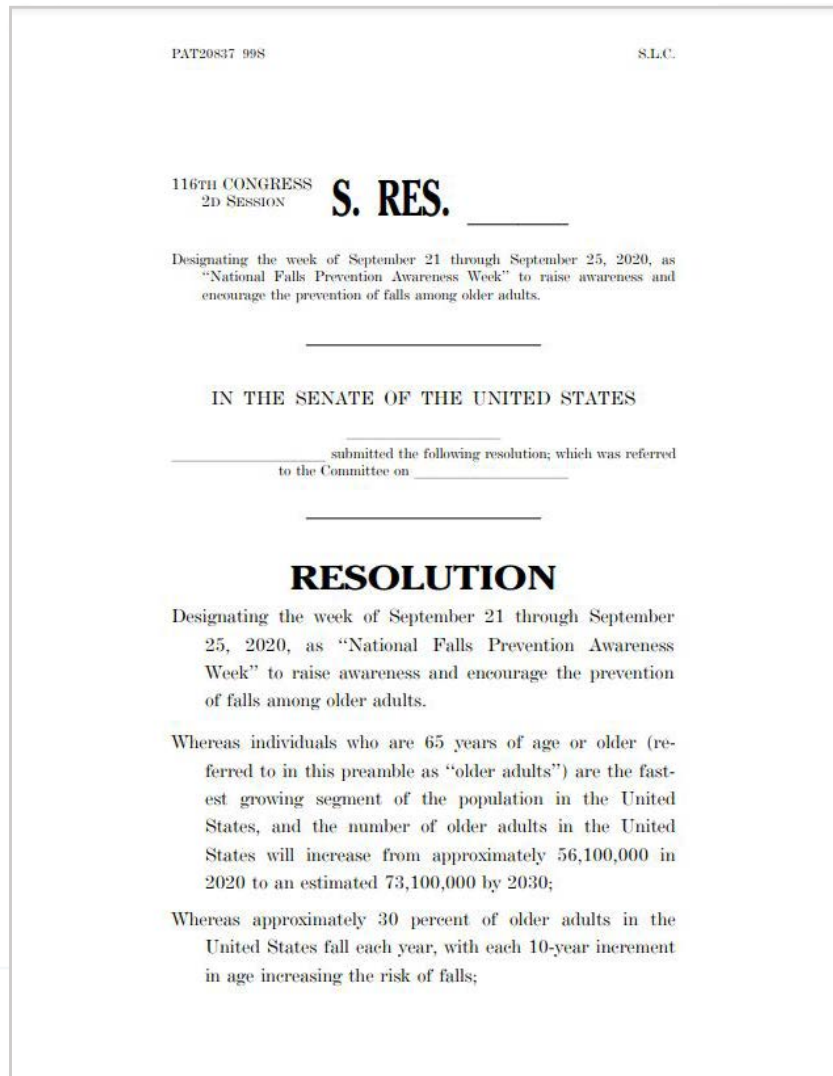 PAT20837 99S S.L.C.
116TH CONGRESS
2D SESSION
S. RES.
Designating the week of September 21 through September 25, 2020, as
“National Falls Prevention Awareness Week” to raise awareness and
encourage the prevention of falls among older adults.
IN THE SENATE OF THE UNITED STATES
submitted the following resolution; which was referred
to the Committee on
RESOLUTION
Designating the week of September 21 through September
25, 2020, as “National Falls Prevention Awareness
Week” to raise awareness and encourage the prevention
of falls among older adults.
Whereas individuals who are 65 years of age or older (re-
ferred to in this preamble as “older adults”) are the fast-
est growing segment of the population in the United
States, and the number of older adults in the United
States will increase from approximately 56,100,000 in
2020 to an estimated 73,100,000 by 2030;
Whereas approximately 30 percent of older adults in the
United States fall each year, with each 10-year increment
in age increasing the risk of falls;